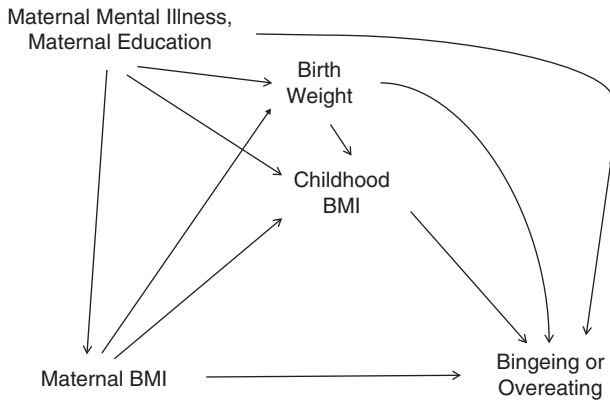 Maternal Mental Illness,
Maternal Education
Birth
Weight
Childhood
BMI
Maternal BMI
Bingeing or
Overeating